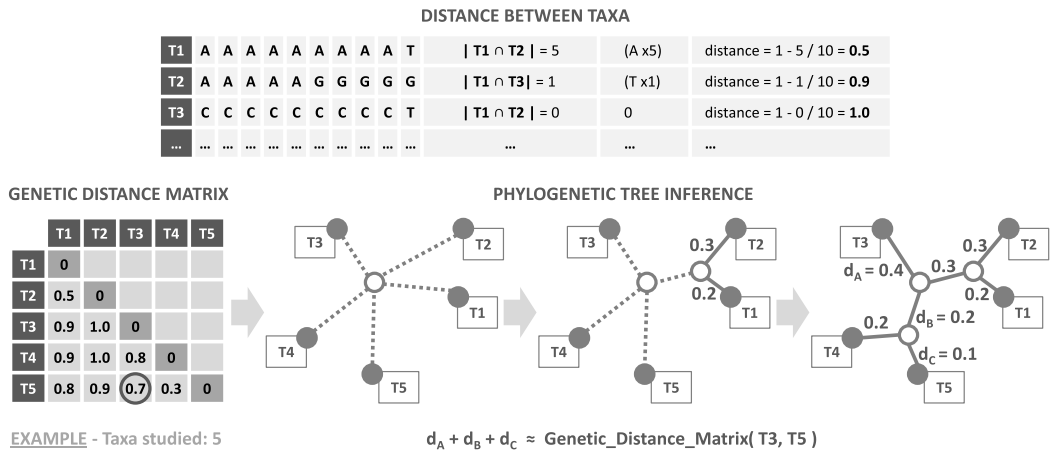 DISTANCE BETWEEN TAXA
T1 A A A A A A A A A T | T1 ∩ T2 | = 5 (A x5) distance = 1 - 5 / 10 = 0.5
T2 A A A A A G G G G G | T1 ∩ T3| = 1 (T x1) distance = 1 - 1 / 10 = 0.9
T3 C C C C C C C C C T | T1 ∩ T2 | = 0 0 distance = 1 - 0 / 10 = 1.0
... ... ... ... ... ... ... ... ... ... ... ... ... ...
GENETIC DISTANCE MATRIX
T1 T2 T3 T4 T5
T1 0
T2 0.5 0
T3 0.9 1.0 0
T4 0.9 1.0 0.8 0
T5 0.8 0.9 0.7 0.3 0
PHYLOGENETIC TREE INFERENCE
T3
T2
T1
T4
T5
T3
0.3
T2
0.2
T1
T4
T5
T3
0.3
T2
dA = 0.4
0.3
0.2
T1
0.2
dB = 0.2
T4
dC = 0.1
T5
EXAMPLE - Taxa studied: 5
dA + dB + dC ≈ Genetic_Distance_Matrix( T3, T5 )